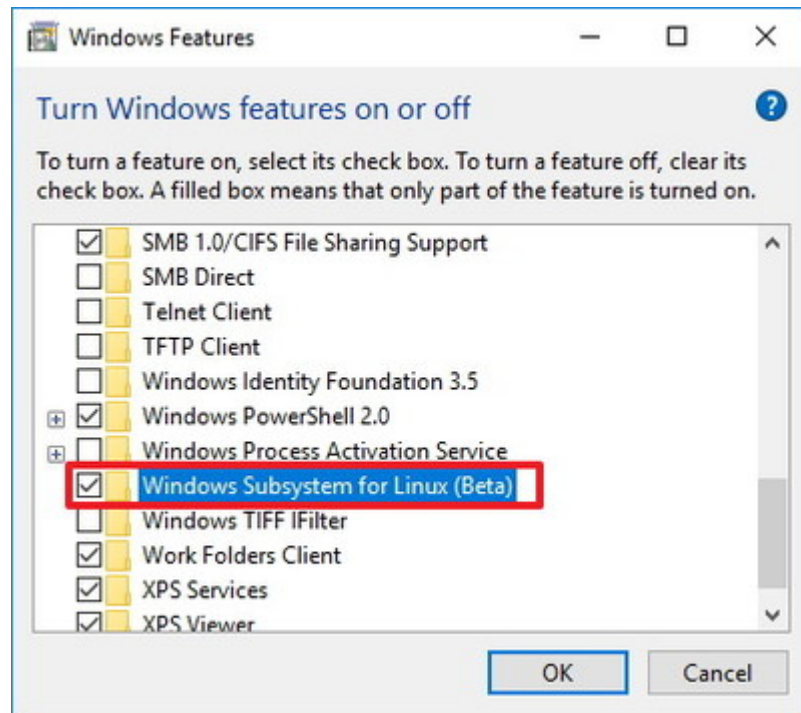 Windows Features
Turn Windows features on or off
?
To turn a feature on, select its check box. To turn a feature off, clear its
check box. A filled box means that only part of the feature is turned on.
SMB 1.0/CIFS File Sharing Support
SMB Direct
Telnet Client
TFTP Client
Windows Identity Foundation 3.5
Windows PowerShell 2.0
Windows Process Activation Service
Windows Subsystem for Linux (Beta)
Windows TIFF IFilter
Work Folders Client
XPS Services
XPS Viewer
OK
Cancel